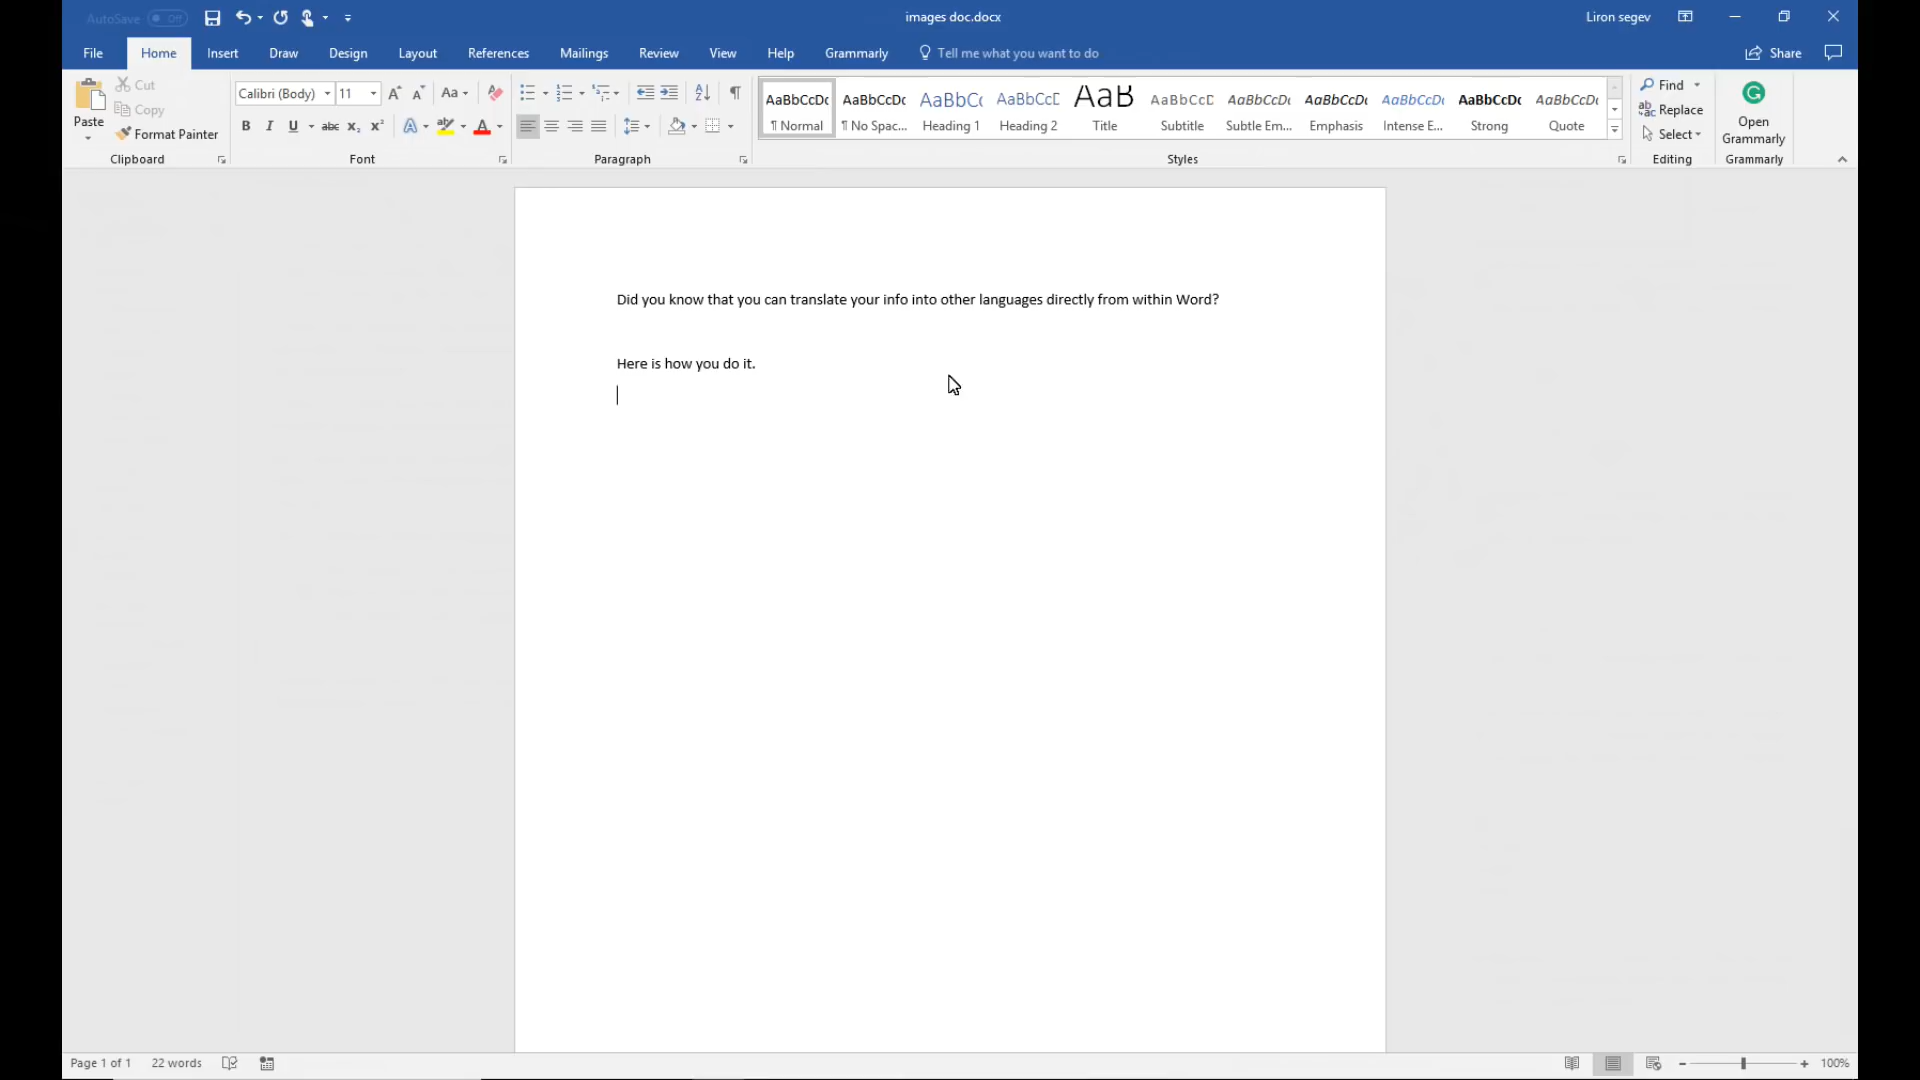 AutoSave Off
images doc.docx
Liron segev
File Home Insert Draw Design Layout References Mailings Review View Help Grammarly Tell me what you want to do Share
Paste
Cut
Copy
Format Painter
Clipboard
Calibri (Body) 11 Aa
B I U abc x₂ x²
Font
Paragraph
AaBbCcDc AaBbCcDc AaBbC AaBbCcD AaB AaBbCcD AaBbCcDc AaBbCcDc AaBbCcDc AaBbCcDc AaBbCcDc
¶ Normal ¶ No Spac... Heading 1 Heading 2 Title Subtitle Subtle Em... Emphasis Intense E... Strong Quote
Styles
Find
Replace
Select
Editing
Open
Grammarly
Grammarly
Did you know that you can translate your info into other languages directly from within Word?
Here is how you do it.
Page 1 of 1 22 words 100%